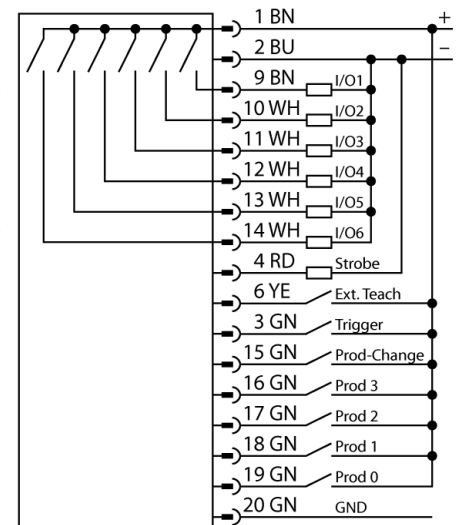 1 BN +
2 BU –
9 BN I/O1
10 WH I/O2
11 WH I/O3
12 WH I/O4
13 WH I/O5
14 WH I/O6
4 RD Strobe
6 YE Ext. Teach
3 GN Trigger
15 GN Prod-Change
16 GN Prod 3
17 GN Prod 2
18 GN Prod 1
19 GN Prod 0
20 GN GND